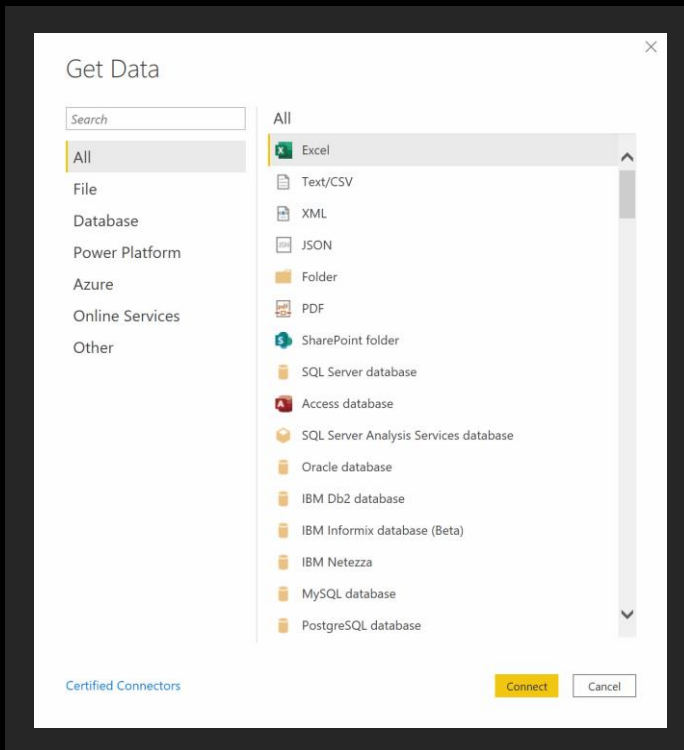 Get Data
Search
All
File
Database
Power Platform
Azure
Online Services
Other
All
Excel
Text/CSV
XML
JSON
Folder
PDF
SharePoint folder
SQL Server database
Access database
SQL Server Analysis Services database
Oracle database
IBM Db2 database
IBM Informix database (Beta)
IBM Netezza
MySQL database
PostgreSQL database
Certified Connectors
Connect
Cancel